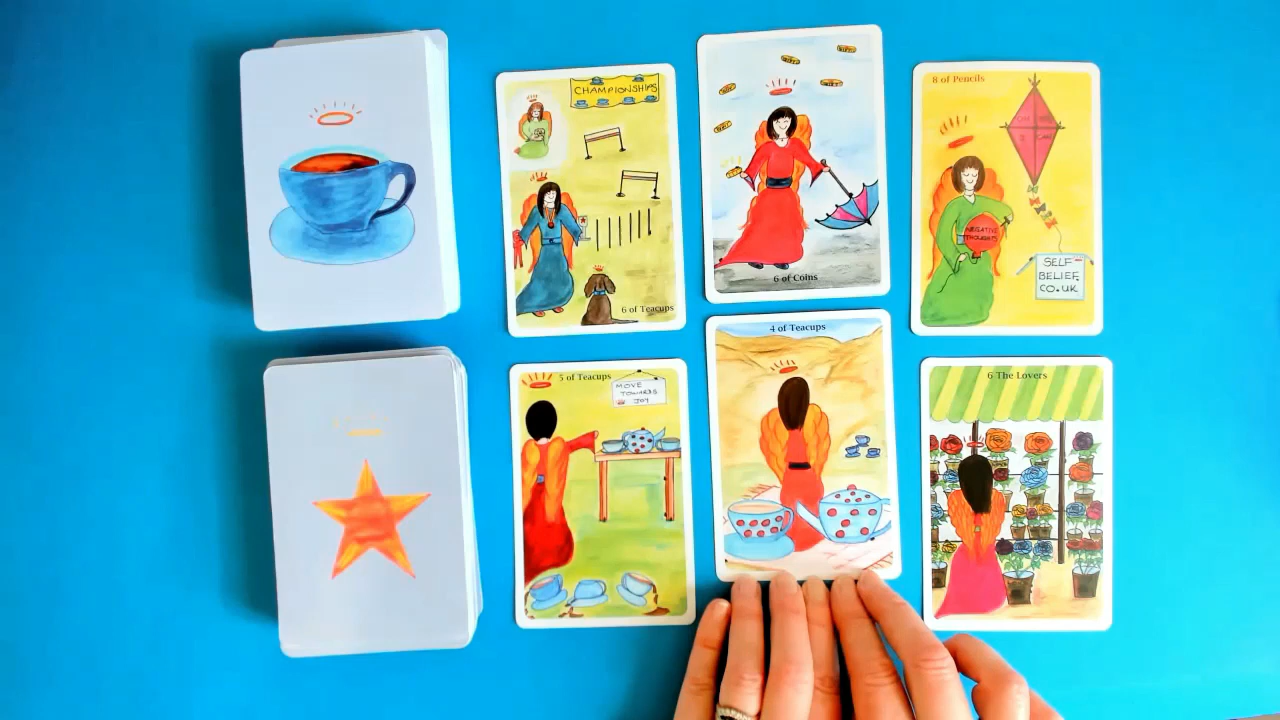 CHAMPIONSHIPS
6 of Teacups
6 of Coins
8 of Pencils
NEGATIVE
THOUGHTS
SELF
BELIEF.
CO.UK
5 of Teacups
MOVE
TOWARDS
JOY
4 of Teacups
6 The Lovers